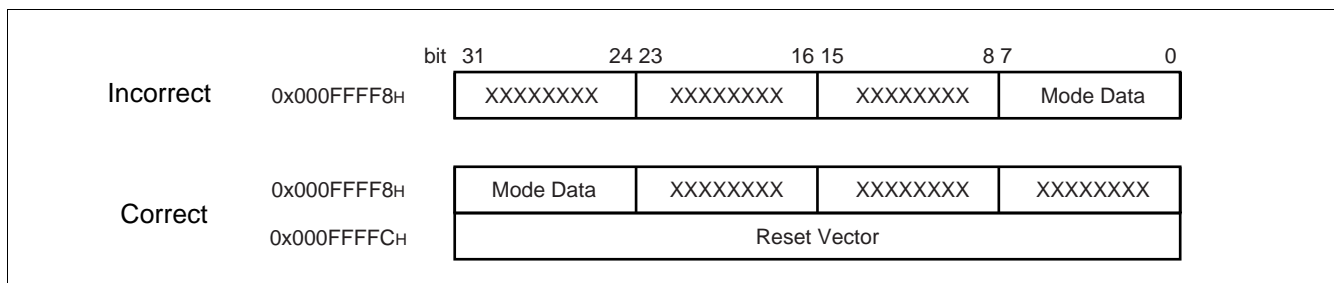 bit 31 24 23 16 15 8 7 0
Incorrect 0x000FFFF8H XXXXXXXX XXXXXXXX XXXXXXXX Mode Data
0x000FFFF8H Mode Data XXXXXXXX XXXXXXXX XXXXXXXX
Correct
0x000FFFFCH Reset Vector